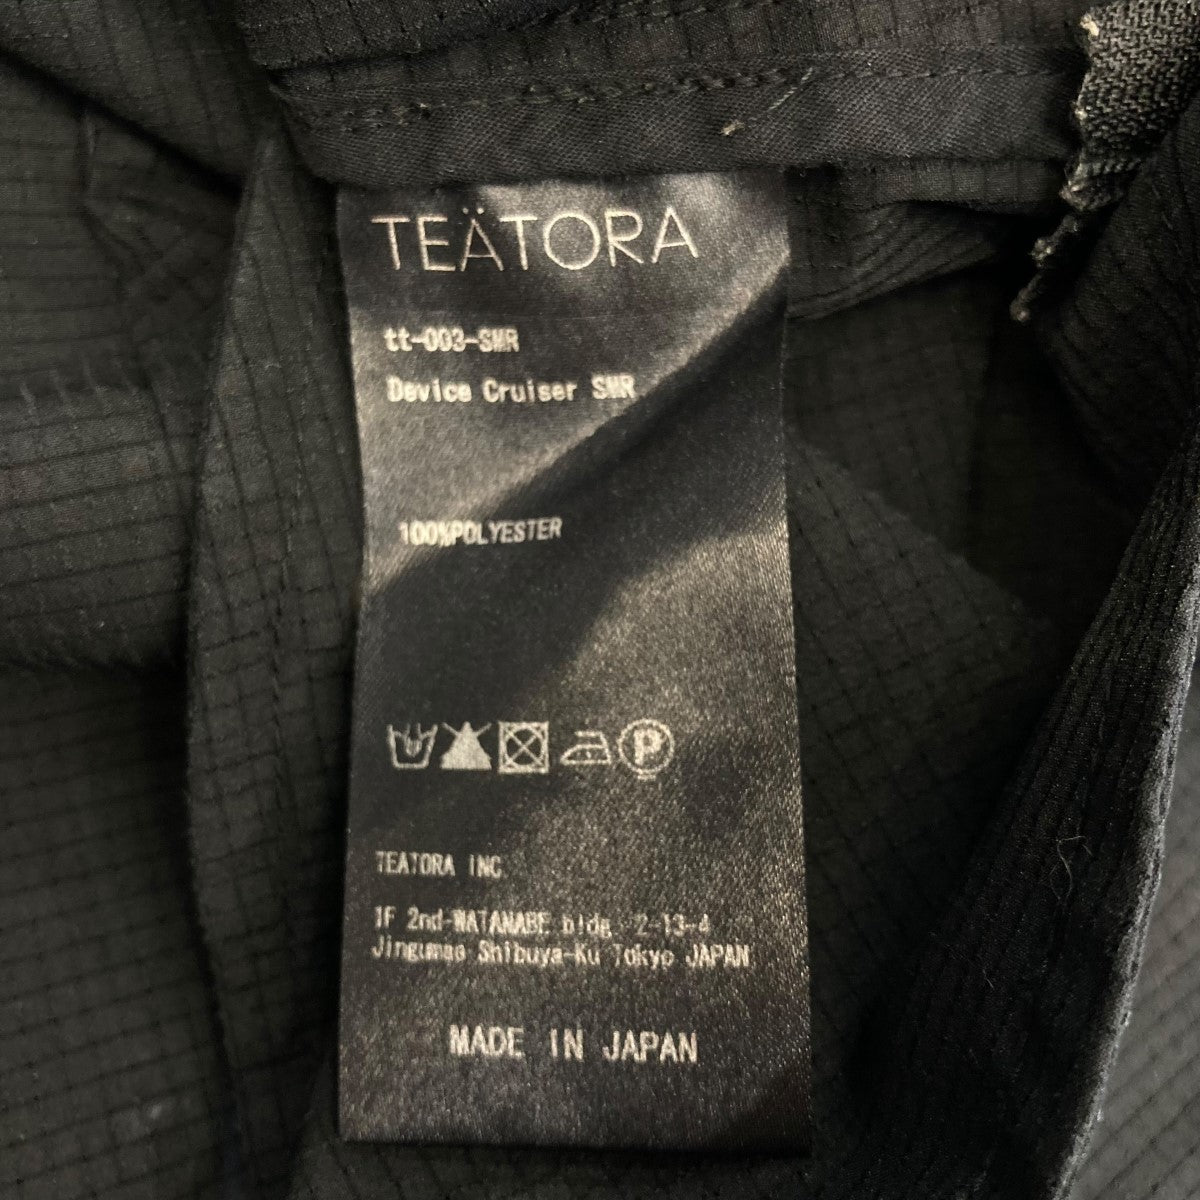 TEÄTORA
tt-003-SMR
Device Cruiser SMR
100%POLYESTER
P
TEATORA INC.
1F 2nd-WATANABE bldg. 2-13-4
Jingumae Shibuya-Ku Tokyo JAPAN
MADE IN JAPAN